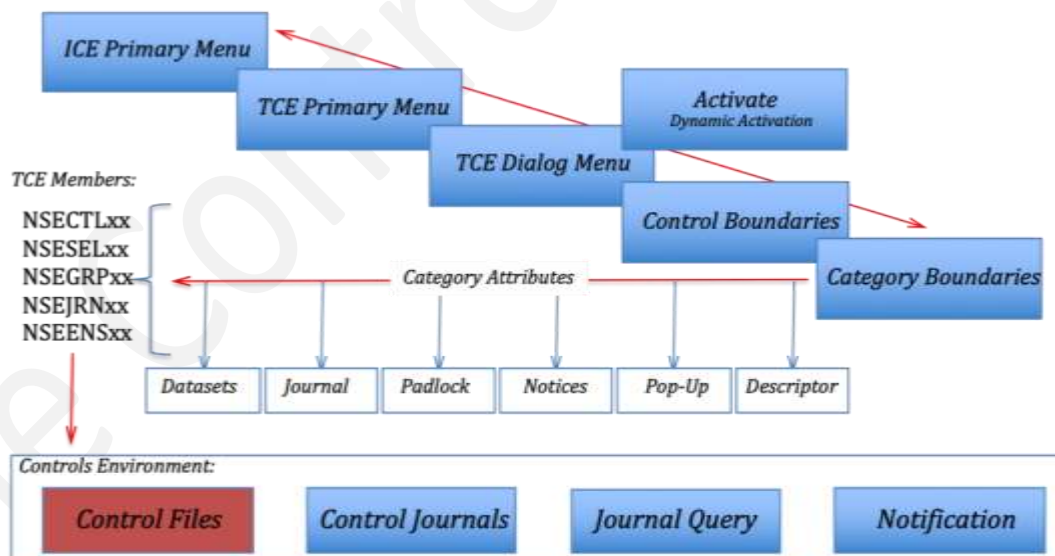 ICE Primary Menu
TCE Primary Menu
Activate
Dynamic Activation
TCE Dialog Menu
TCE Members:
Control Boundaries
NSECTLxx
NSESELxx
NSEGRPxx
NSEJRNxx
NSEENSxx
Category Attributes
Category Boundaries
Datasets
Journal
Padlock
Notices
Pop-Up
Descriptor
Controls Environment:
Control Files
Control Journals
Journal Query
Notification